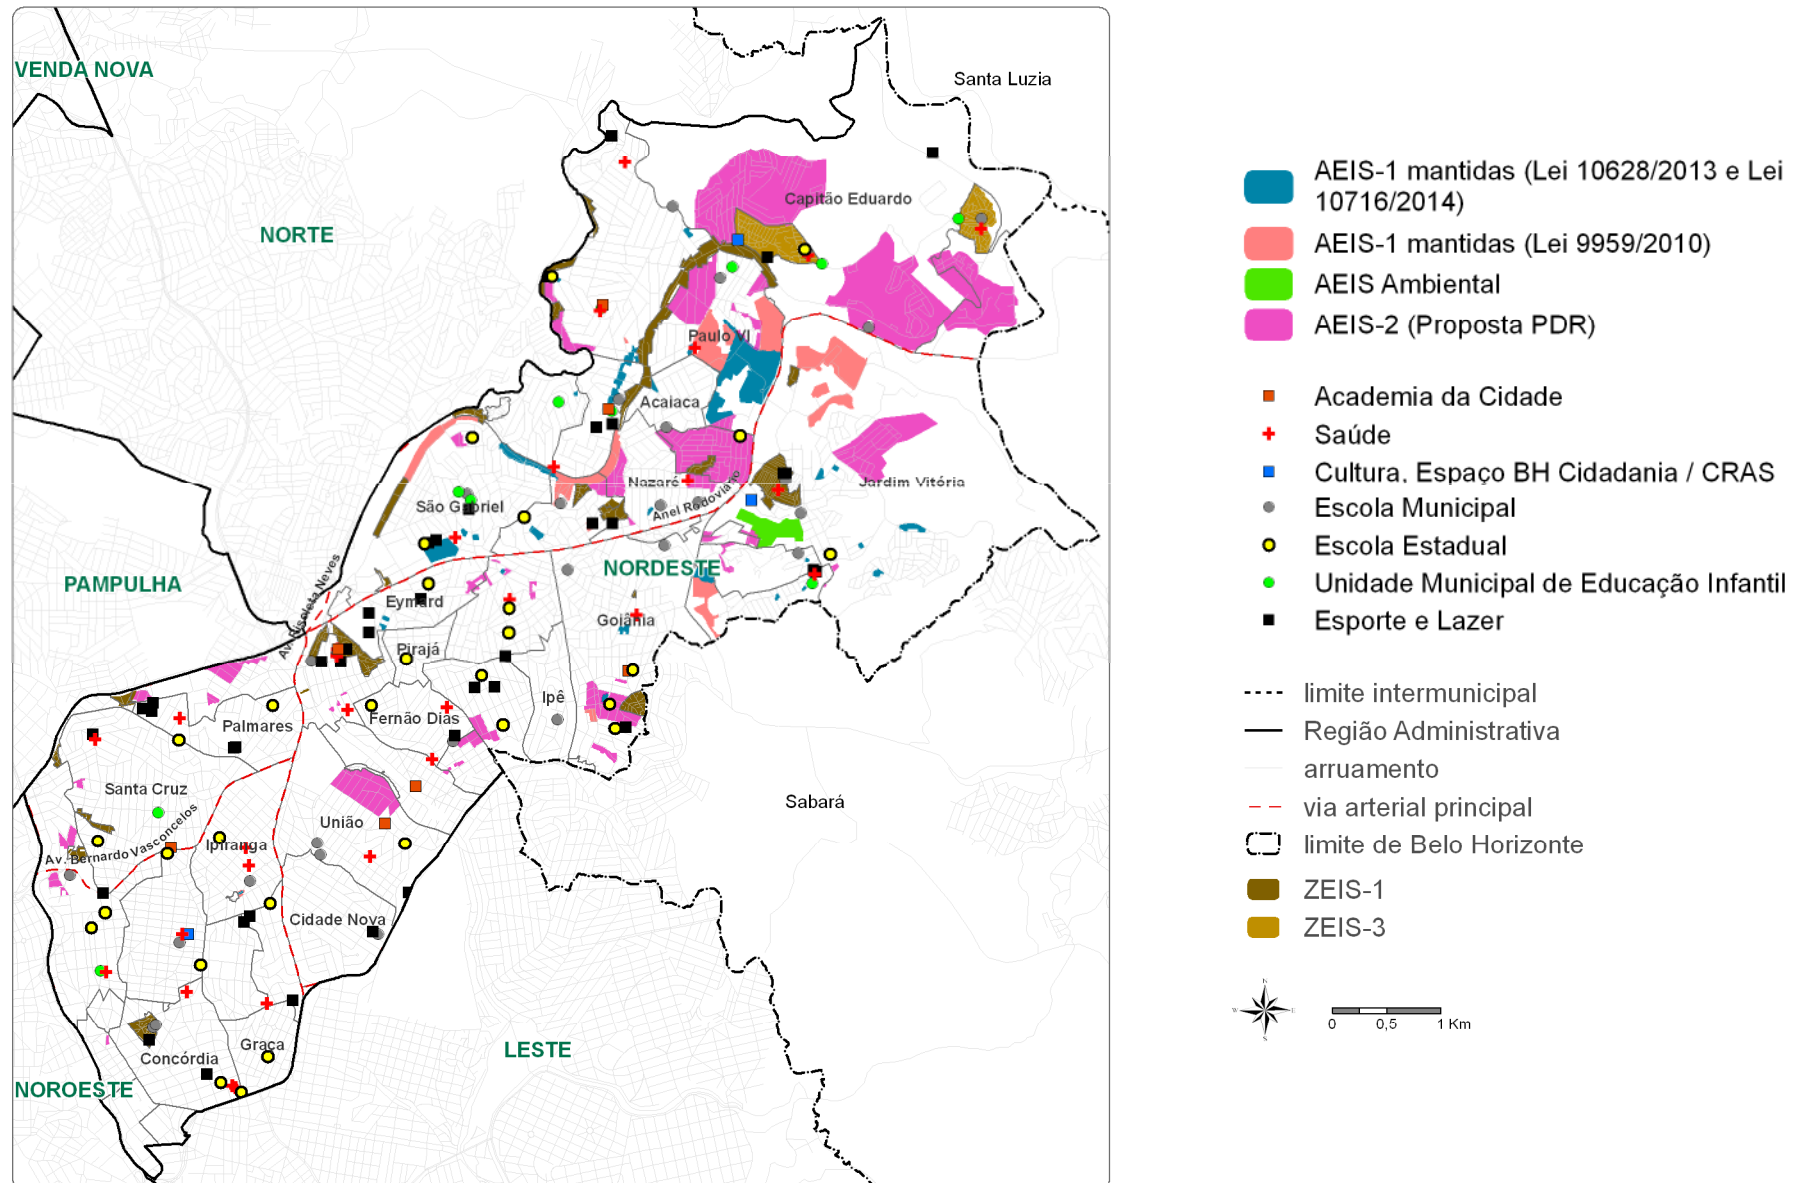 VENDA NOVA
Santa Luzia
NORTE
Capitão Eduardo
Paulo VI
Acaiaca
Nazaré
Jardim Vitória
Anel Rodoviário
São Gabriel
NORDESTE
PAMPULHA
Av. Risoleta Neves
Eymard
Goiânia
Pirajá
Ipê
Fernão Dias
Palmares
Santa Cruz
Sabará
União
Av. Bernardo Vasconcelos
Ipiranga
Cidade Nova
Concórdia
Graça
LESTE
NOROESTE
AEIS-1 mantidas (Lei 10628/2013 e Lei
10716/2014)
AEIS-1 mantidas (Lei 9959/2010)
AEIS Ambiental
AEIS-2 (Proposta PDR)
Academia da Cidade
Saúde
Cultura, Espaço BH Cidadania / CRAS
Escola Municipal
Escola Estadual
Unidade Municipal de Educação Infantil
Esporte e Lazer
limite intermunicipal
Região Administrativa
arruamento
via arterial principal
limite de Belo Horizonte
ZEIS-1
ZEIS-3
N
W
E
S
0
0,5
1 Km